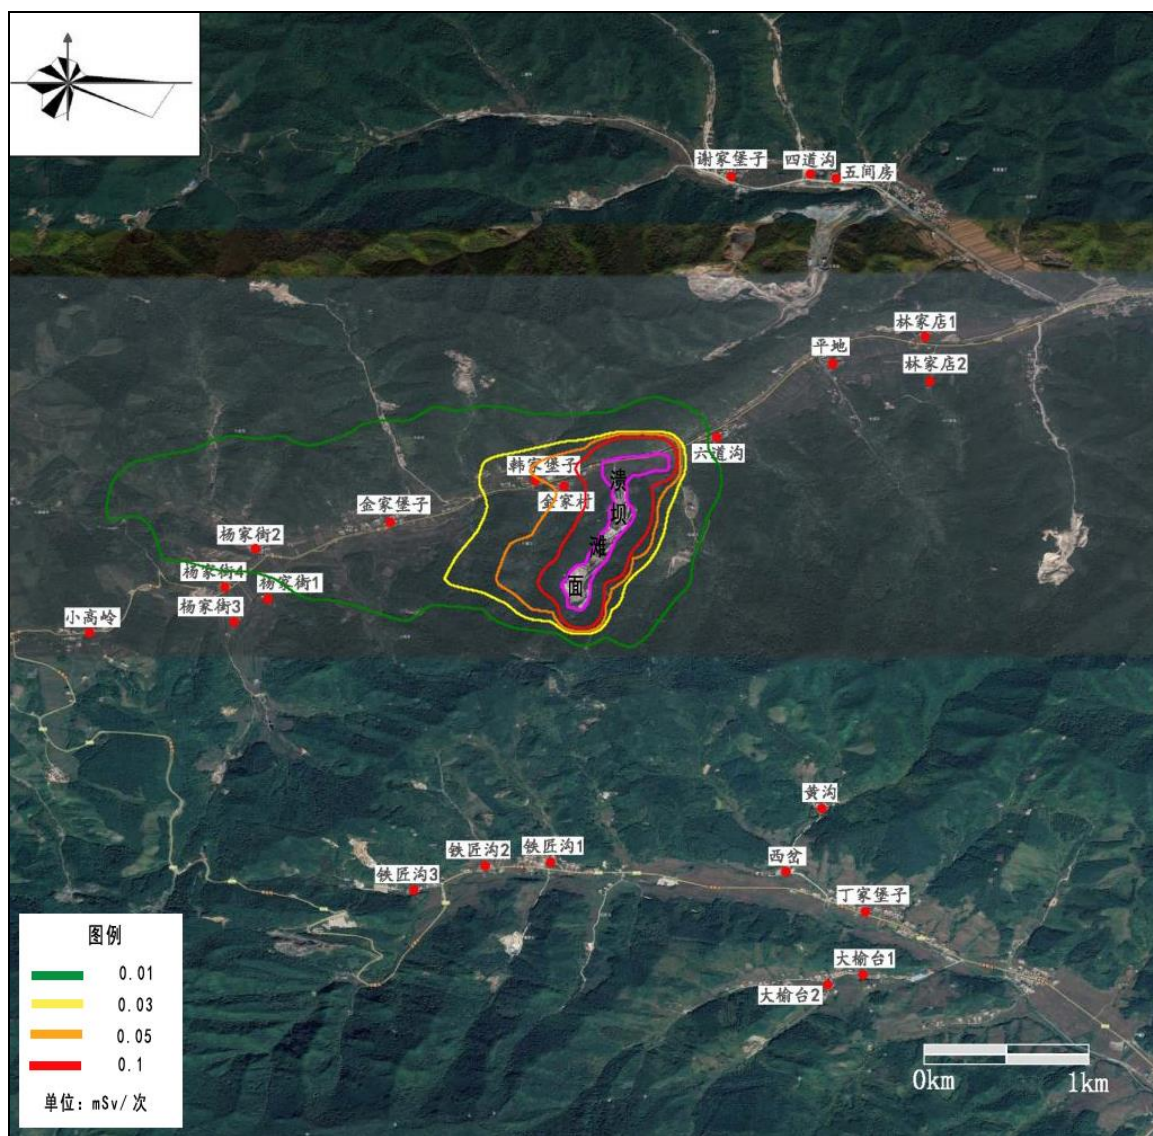 谢家堡子
四道沟
五间房
林家店1
平地
林家店2
六道沟
韩家堡子
金家村
溃
坝
滩
面
金家堡子
杨家街2
杨家街4
杨家街1
杨家街3
小高岭
黄沟
铁匠沟1
铁匠沟2
西岔
铁匠沟3
丁家堡子
大榆台1
大榆台2
图例
0.01
0.03
0.05
0.1
单位：mSv/次
0km
1km